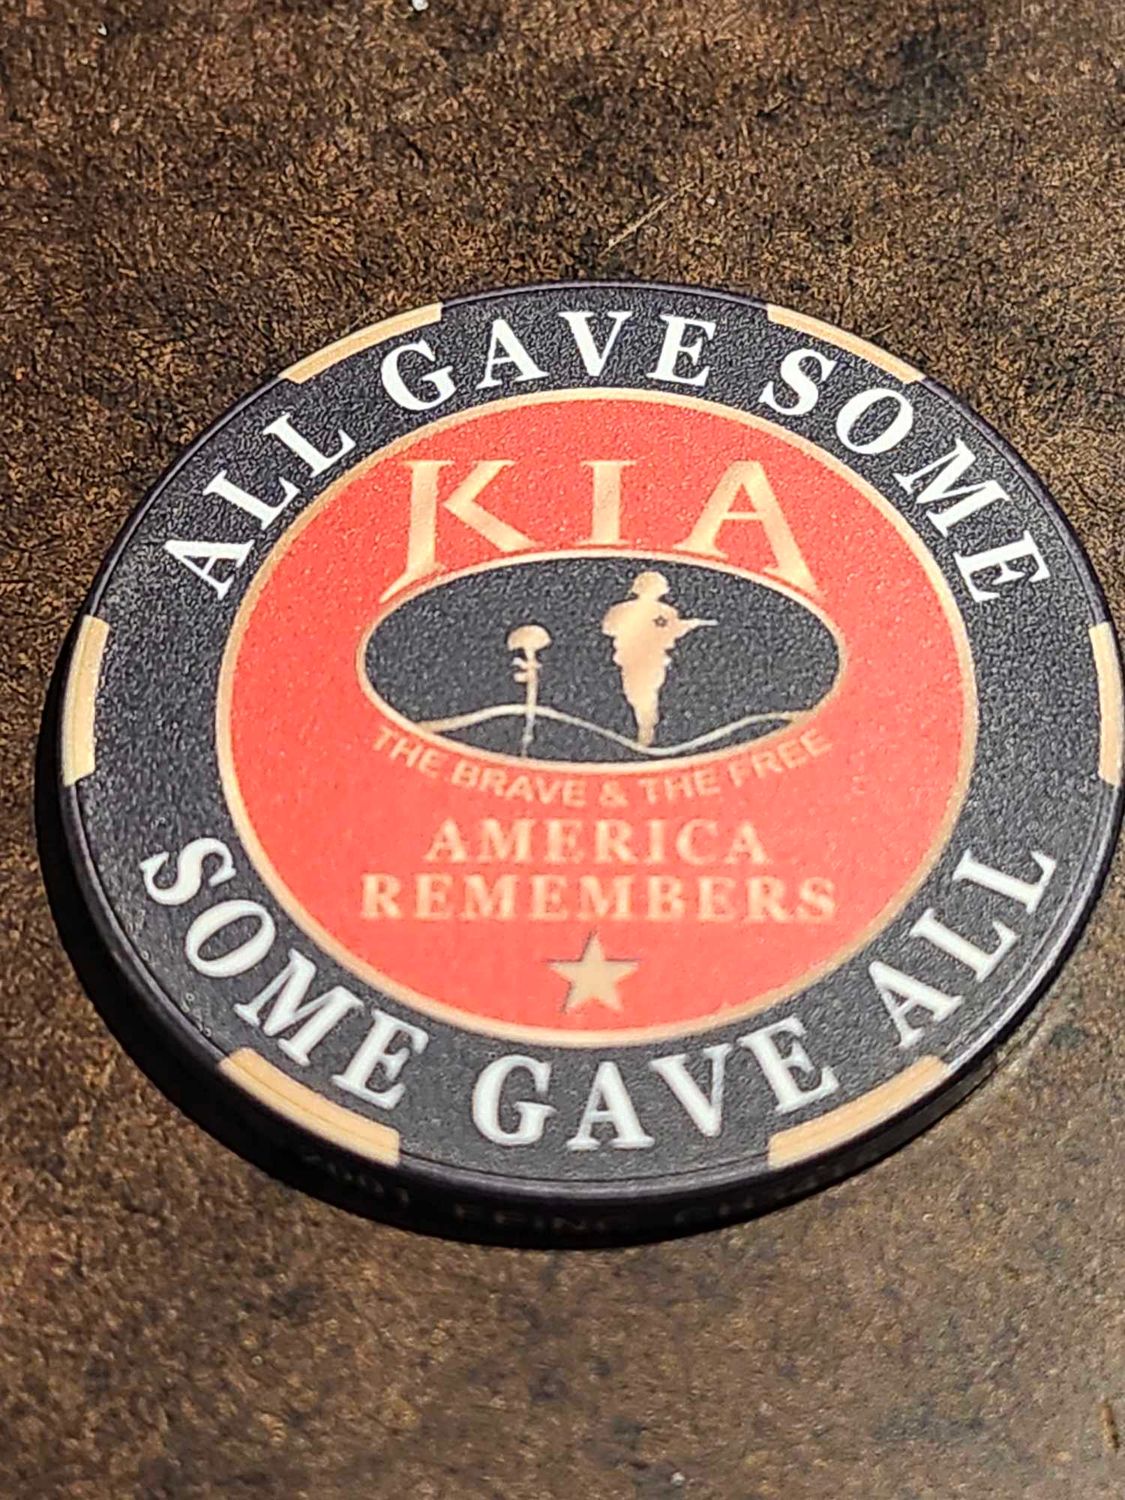 ALL GAVE SOME
KIA
THE BRAVE & THE FREE
AMERICA
REMEMBERS
SOME GAVE ALL